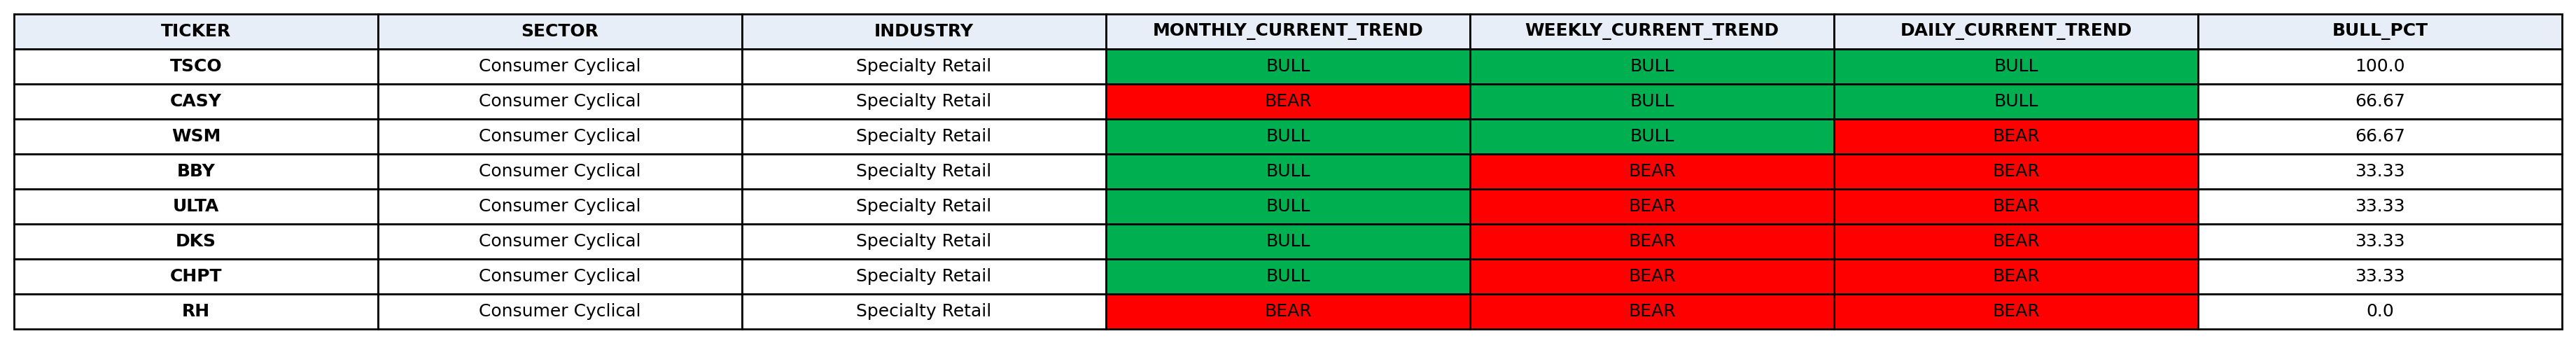 TICKER SECTOR INDUSTRY MONTHLY_CURRENT_TREND WEEKLY_CURRENT_TREND DAILY_CURRENT_TREND BULL_PCT
TSCO Consumer Cyclical Specialty Retail BULL BULL BULL 100.0
CASY Consumer Cyclical Specialty Retail BEAR BULL BULL 66.67
WSM Consumer Cyclical Specialty Retail BULL BULL BEAR 66.67
BBY Consumer Cyclical Specialty Retail BULL BEAR BEAR 33.33
ULTA Consumer Cyclical Specialty Retail BULL BEAR BEAR 33.33
DKS Consumer Cyclical Specialty Retail BULL BEAR BEAR 33.33
CHPT Consumer Cyclical Specialty Retail BULL BEAR BEAR 33.33
RH Consumer Cyclical Specialty Retail BEAR BEAR BEAR 0.0